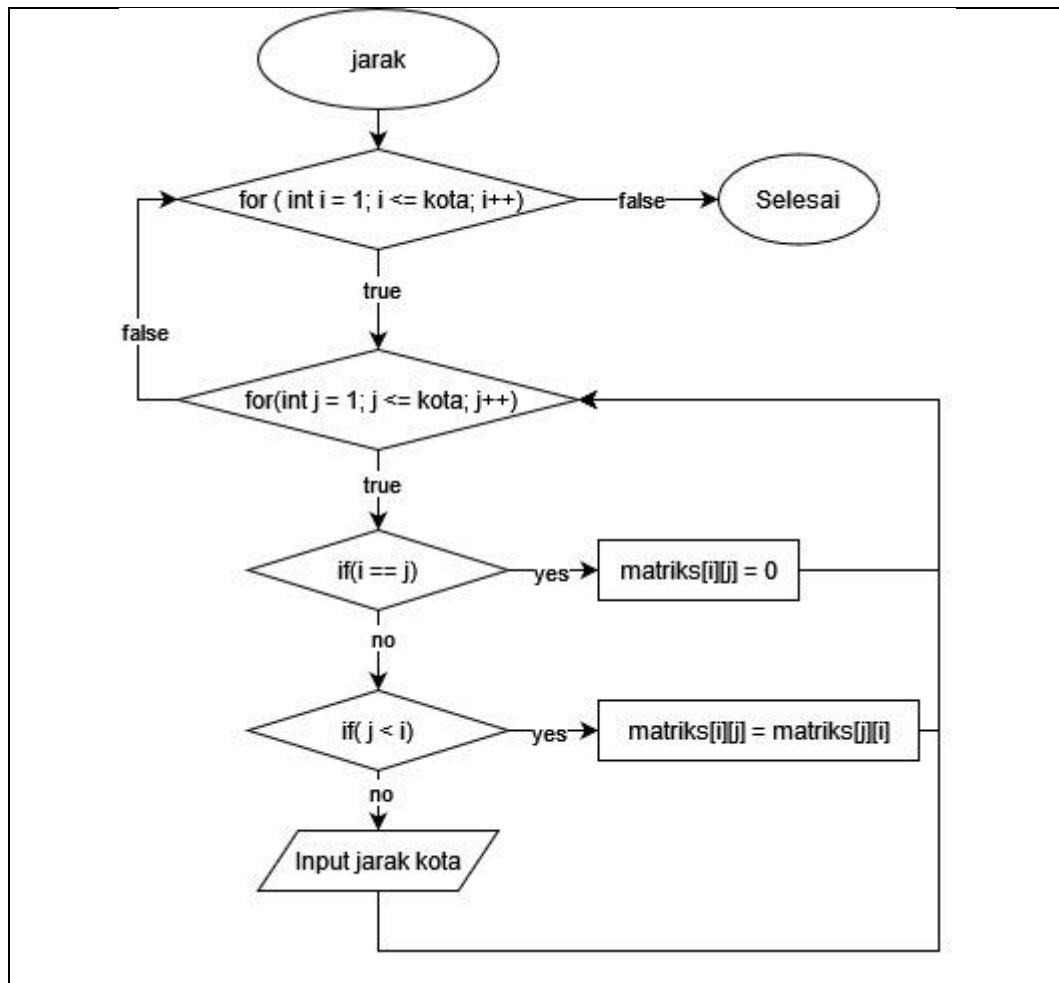 jarak
for ( int i = 1; i <= kota; i++)
false
Selesai
true
false
for(int j = 1; j <= kota; j++)
true
if(i == j)
yes
matriks[i][j] = 0
no
if( j < i)
yes
matriks[i][j] = matriks[j][i]
no
Input jarak kota